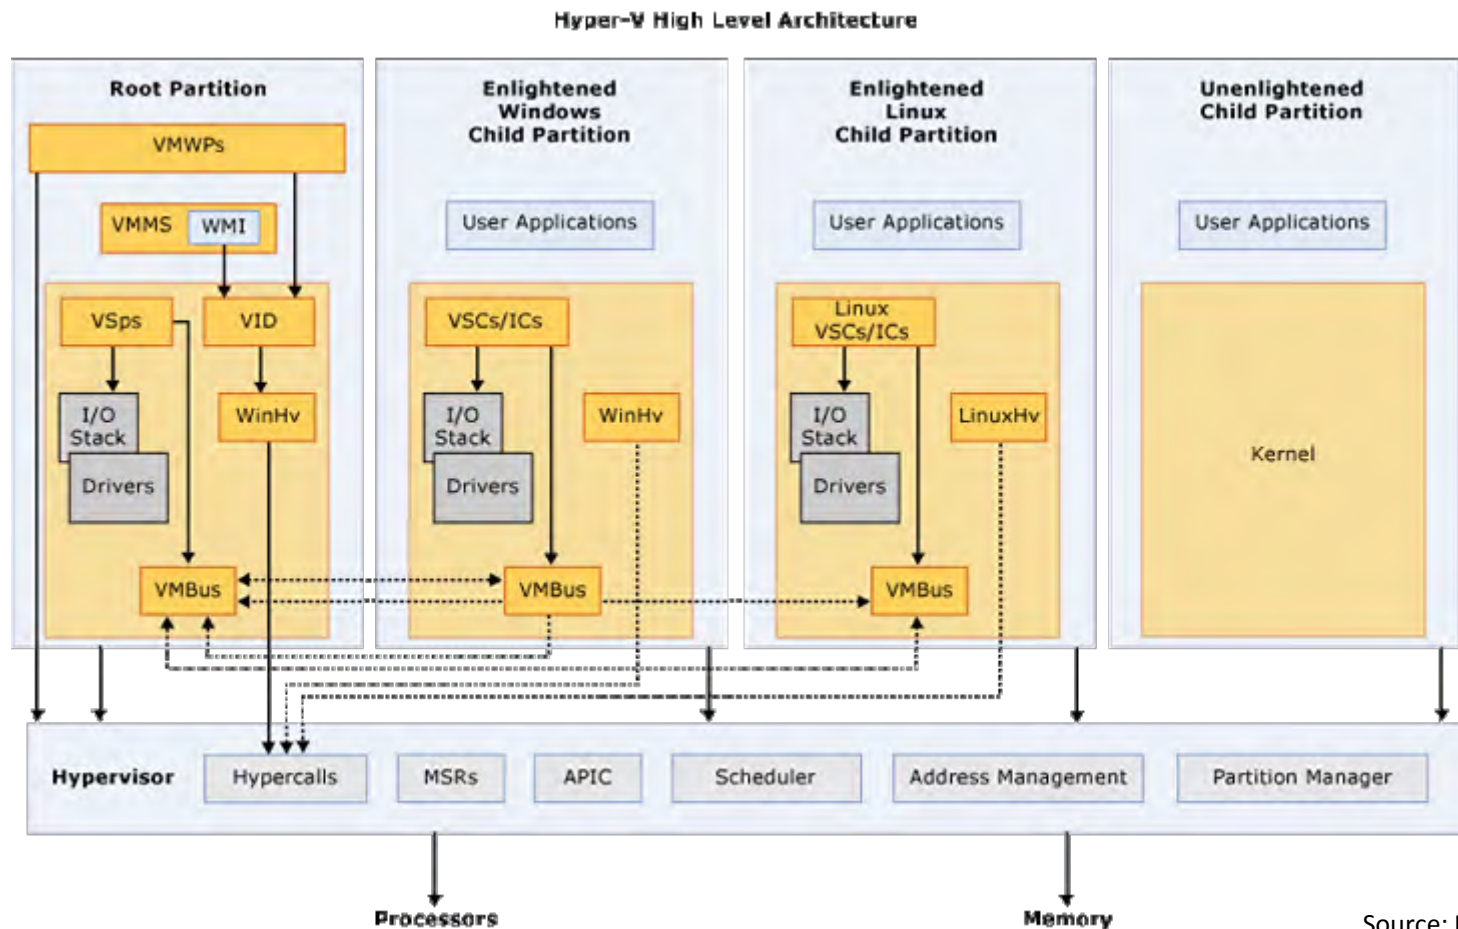 Hyper-V High Level Architecture
Root Partition
VMWPs
VMMS
WMI
VSps
VID
I/O
Stack
WinHv
Drivers
VMBus
Enlightened
Windows
Child Partition
User Applications
VSCs/ICs
I/O
Stack
WinHv
Drivers
VMBus
Enlightened
Linux
Child Partition
User Applications
Linux
VSCs/ICs
I/O
Stack
LinuxHv
Drivers
VMBus
Unenlightened
Child Partition
User Applications
Kernel
Hypervisor
Hypercalls
MSRs
APIC
Scheduler
Address Management
Partition Manager
Processors
Memory
Source: